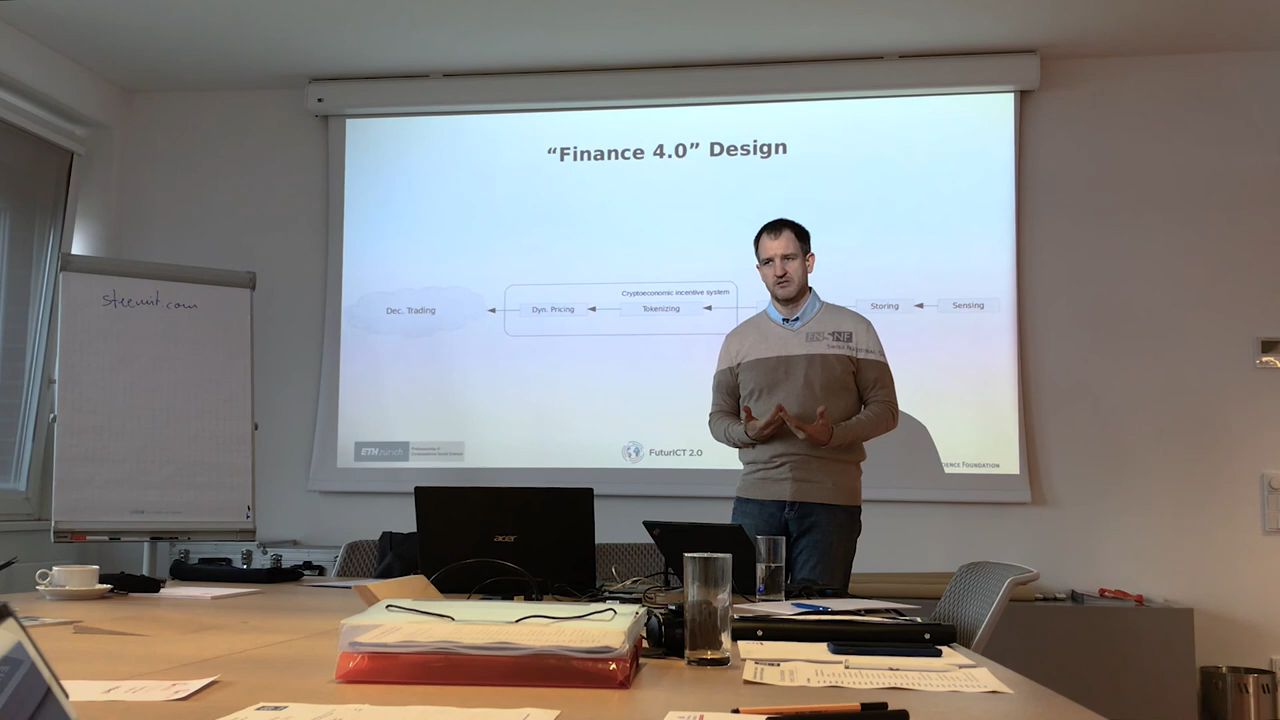 “Finance 4.0” Design
steemit.com
Cryptoeconomic incentive system
Dec. Trading
Dyn. Pricing
Tokenizing
Storing
Sensing
FNSNF
ETH zürich
FuturICT 2.0
acer